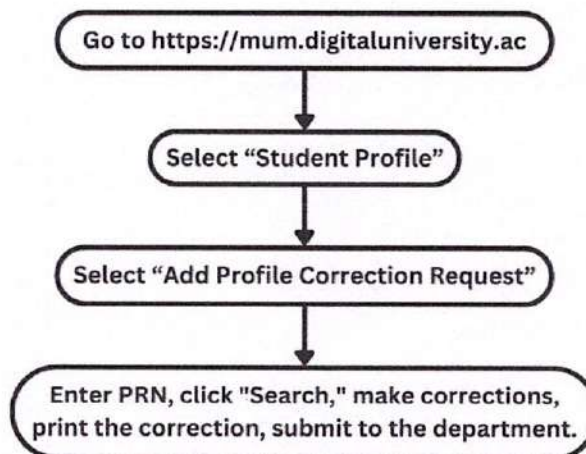 Go to https://mum.digitaluniversity.ac
Select “Student Profile”
Select “Add Profile Correction Request”
Enter PRN, click "Search," make corrections,
print the correction, submit to the department.